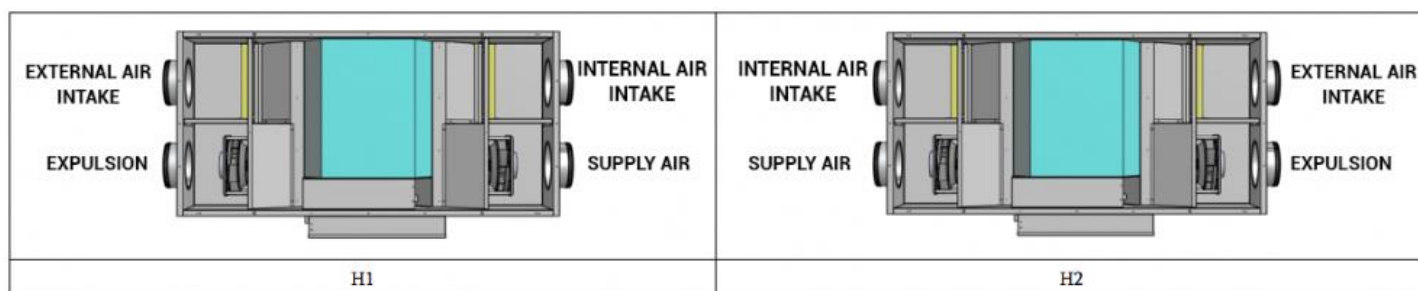 EXTERNAL AIR
INTAKE
INTERNAL AIR
INTAKE
EXPULSION
SUPPLY AIR
H1
INTERNAL AIR
INTAKE
EXTERNAL AIR
INTAKE
SUPPLY AIR
EXPULSION
H2